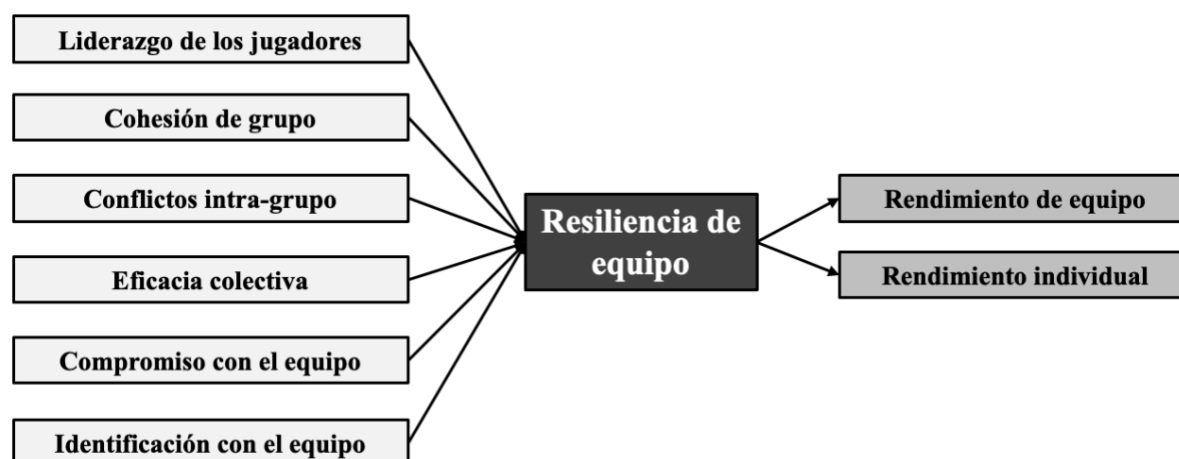 Liderazgo de los jugadores
Cohesión de grupo
Conflictos intra-grupo
Eficacia colectiva
Compromiso con el equipo
Identificación con el equipo
Resiliencia de
equipo
Rendimiento de equipo
Rendimiento individual